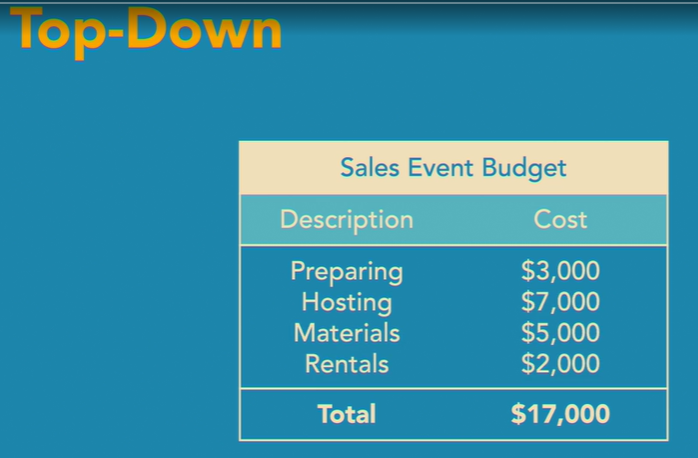 Top-Down
Sales Event Budget
Description Cost
Preparing $3,000
Hosting $7,000
Materials $5,000
Rentals $2,000
Total $17,000